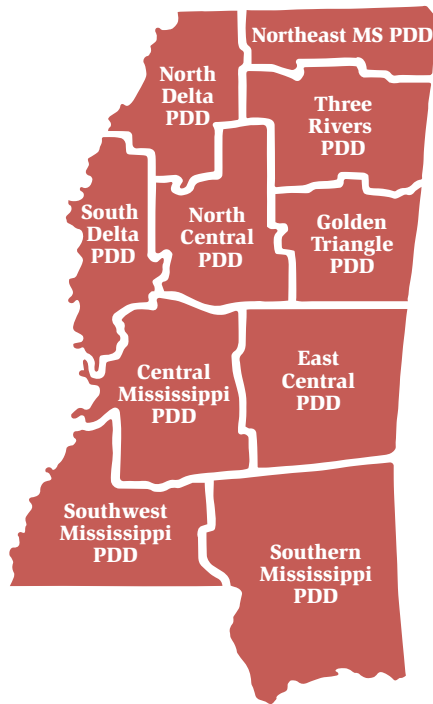 Northeast MS PDD
North
Delta
PDD
Three
Rivers
PDD
South
Delta
PDD
North
Central
PDD
Golden
Triangle
PDD
Central
Mississippi
PDD
East
Central
PDD
Southwest
Mississippi
PDD
Southern
Mississippi
PDD